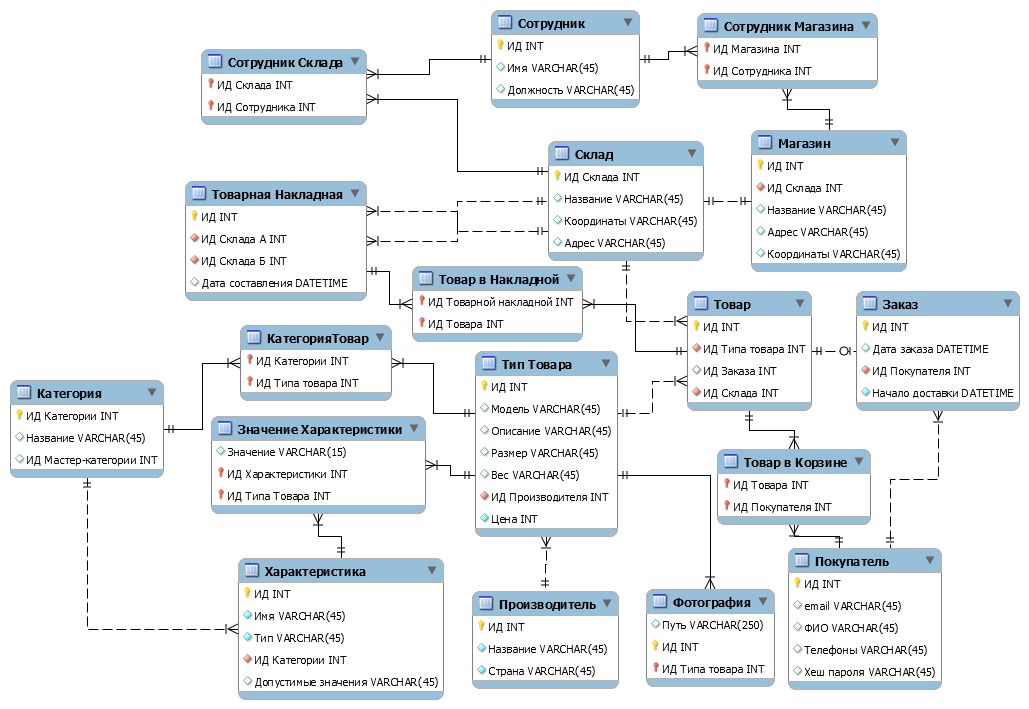 Сотрудник
ИД INT
Имя VARCHAR(45)
Должность VARCHAR(45)
Сотрудник Магазина
ИД Магазина INT
ИД Сотрудника INT
Сотрудник Склада
ИД Склада INT
ИД Сотрудника INT
Склад
ИД Склада INT
Название VARCHAR(45)
Координаты VARCHAR(45)
Адрес VARCHAR(45)
Магазин
ИД INT
ИД Склада INT
Название VARCHAR(45)
Адрес VARCHAR(45)
Координаты VARCHAR(45)
Товарная Накладная
ИД INT
ИД Склада А INT
ИД Склада Б INT
Дата составления DATETIME
Товар в Накладной
ИД Товарной накладной INT
ИД Товара INT
Товар
ИД INT
ИД Типа товара INT
ИД Заказа INT
ИД Склада INT
Заказ
ИД INT
Дата заказа DATETIME
ИД Покупателя INT
Начало доставки DATETIME
КатегорияТовар
ИД Категории INT
ИД Типа товара INT
Тип Товара
ИД INT
Модель VARCHAR(45)
Описание VARCHAR(45)
Размер VARCHAR(45)
Вес VARCHAR(45)
ИД Производителя INT
Цена INT
Категория
ИД Категории INT
Название VARCHAR(45)
ИД Мастер-категории INT
Значение Характеристики
Значение VARCHAR(15)
ИД Характеристики INT
ИД Типа Товара INT
Товар в Корзине
ИД Товара INT
ИД Покупателя INT
Характеристика
ИД INT
Имя VARCHAR(45)
Тип VARCHAR(45)
ИД Категории INT
Допустимые значения VARCHAR(45)
Производитель
ИД INT
Название VARCHAR(45)
Страна VARCHAR(45)
Фотография
Путь VARCHAR(250)
ИД INT
ИД Типа товара INT
Покупатель
ИД INT
email VARCHAR(45)
ФИО VARCHAR(45)
Телефоны VARCHAR(45)
Хеш пароля VARCHAR(45)